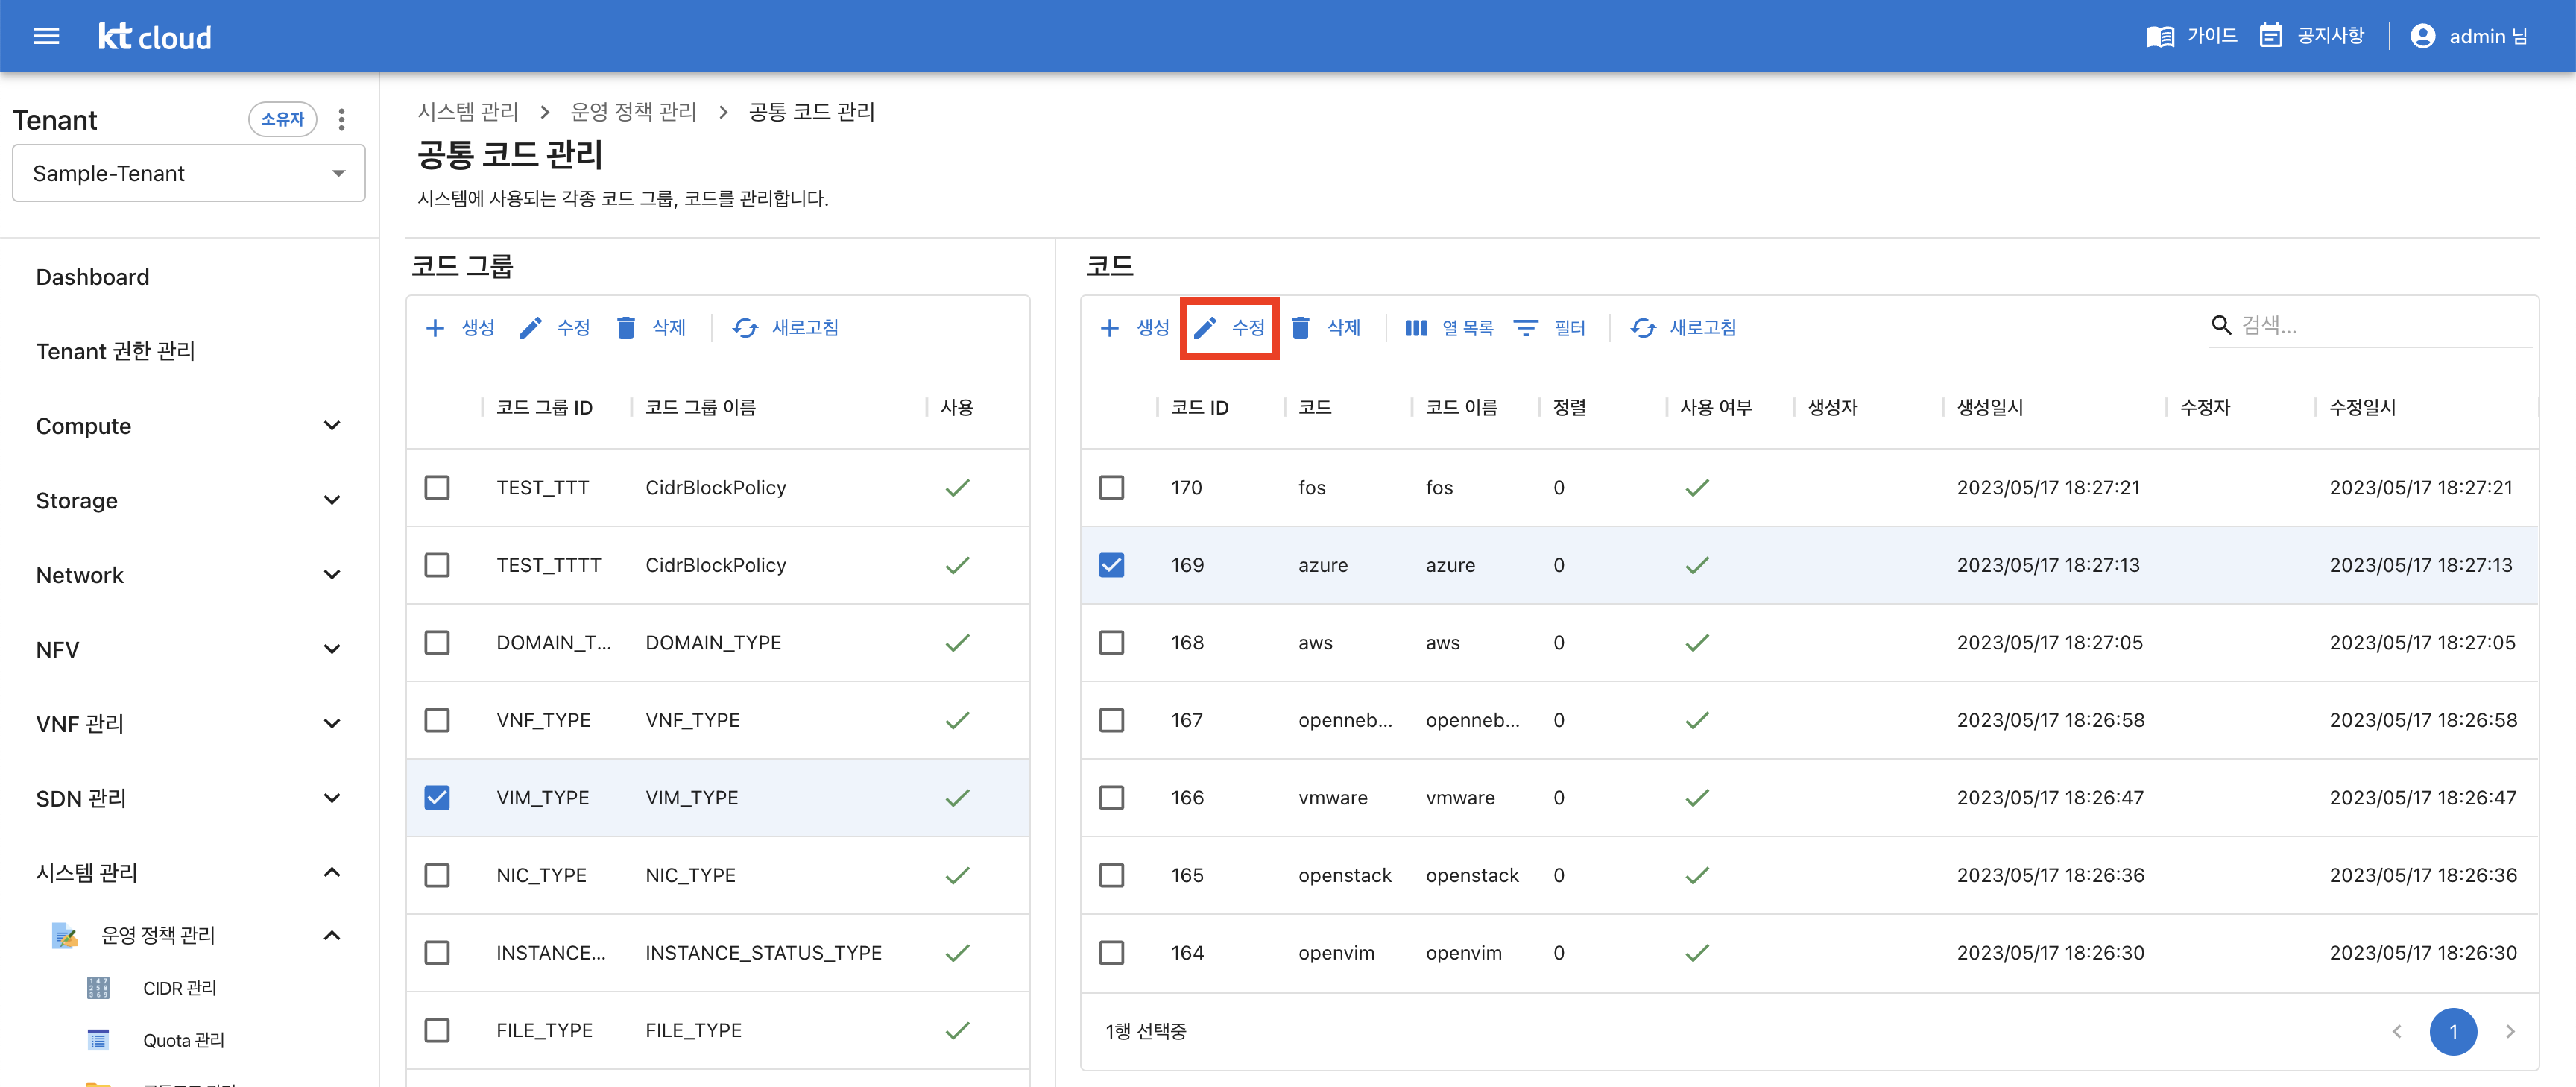 kt cloud
가이드
공지사항
admin 님
Tenant
소유자
Sample-Tenant
Dashboard
Tenant 권한 관리
Compute
Storage
Network
NFV
VNF 관리
SDN 관리
시스템 관리
운영 정책 관리
CIDR 관리
Quota 관리
시스템 관리 > 운영 정책 관리 > 공통 코드 관리
공통 코드 관리
시스템에 사용되는 각종 코드 그룹, 코드를 관리합니다.
코드 그룹
생성 수정 삭제 새로고침
코드 그룹 ID 코드 그룹 이름 사용
TEST_TTT CidrBlockPolicy
TEST_TTTT CidrBlockPolicy
DOMAIN_T... DOMAIN_TYPE
VNF_TYPE VNF_TYPE
VIM_TYPE VIM_TYPE
NIC_TYPE NIC_TYPE
INSTANCE... INSTANCE_STATUS_TYPE
FILE_TYPE FILE_TYPE
코드
생성 수정 삭제 열 목록 필터 새로고침 검색...
코드 ID 코드 코드 이름 정렬 사용 여부 생성자 생성일시 수정자 수정일시
170 fos fos 0 2023/05/17 18:27:21 2023/05/17 18:27:21
169 azure azure 0 2023/05/17 18:27:13 2023/05/17 18:27:13
168 aws aws 0 2023/05/17 18:27:05 2023/05/17 18:27:05
167 openneb... openneb... 0 2023/05/17 18:26:58 2023/05/17 18:26:58
166 vmware vmware 0 2023/05/17 18:26:47 2023/05/17 18:26:47
165 openstack openstack 0 2023/05/17 18:26:36 2023/05/17 18:26:36
164 openvim openvim 0 2023/05/17 18:26:30 2023/05/17 18:26:30
1행 선택중
1